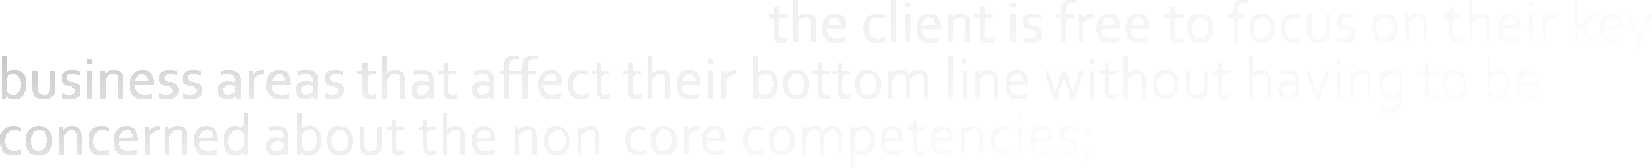 the client is free to focus on their key
business areas that affect their bottom line without having to be
concerned about the non core competencies;